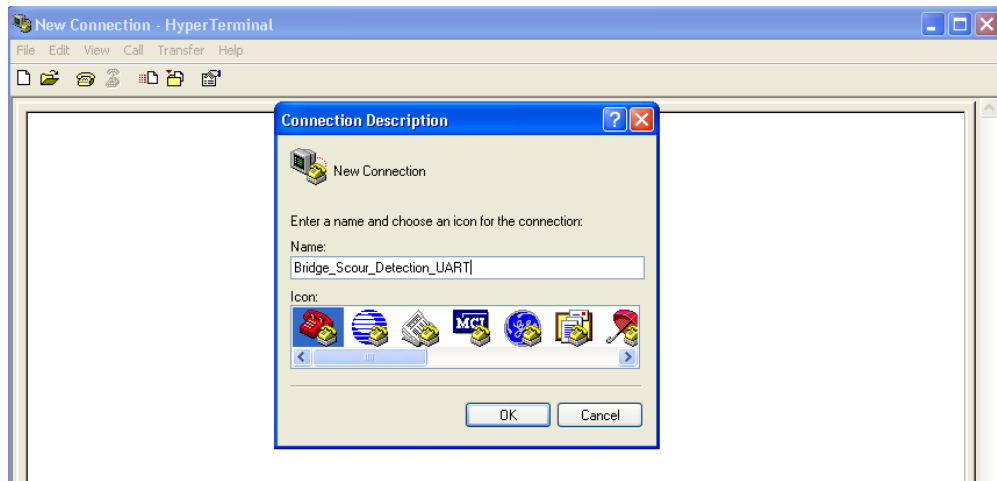 New Connection - HyperTerminal
File Edit View Call Transfer Help
Connection Description
New Connection
Enter a name and choose an icon for the connection:
Name:
Bridge_Scour_Detection_UART
Icon:
MCI
OK Cancel